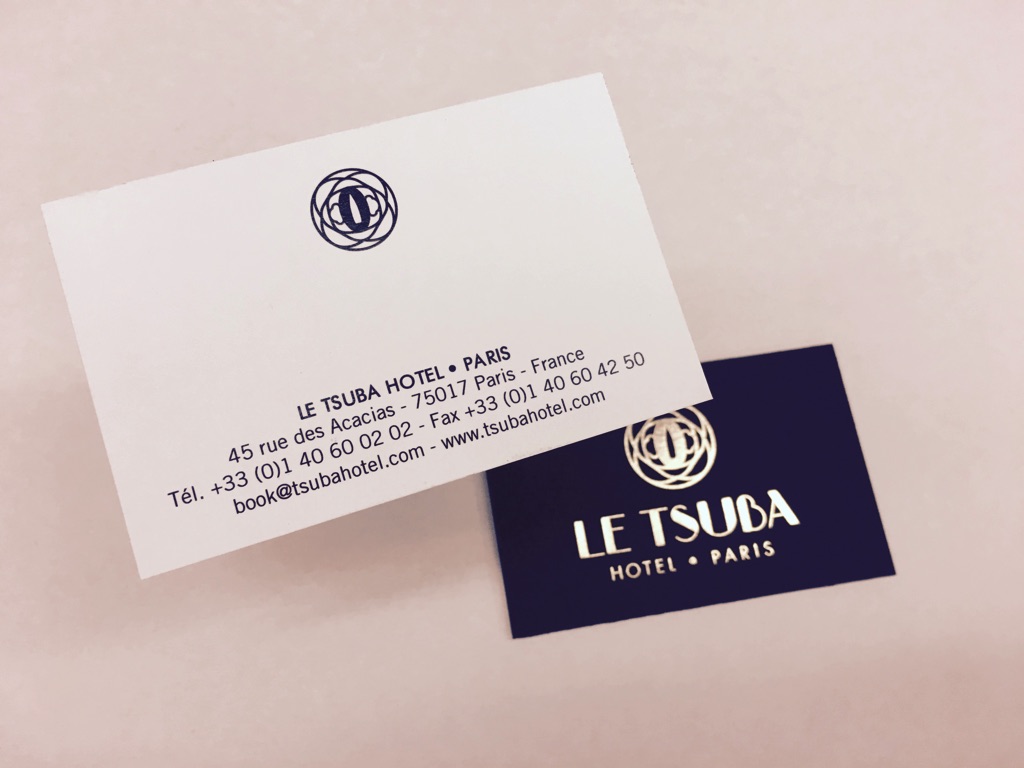 LE TSUBA HOTEL • PARIS
45 rue des Acacias - 75017 Paris - France
Tél. +33 (0)1 40 60 02 02 - Fax +33 (0)1 40 60 42 50
book@tsubahotel.com - www.tsubahotel.com
LE TSUBA
HOTEL • PARIS